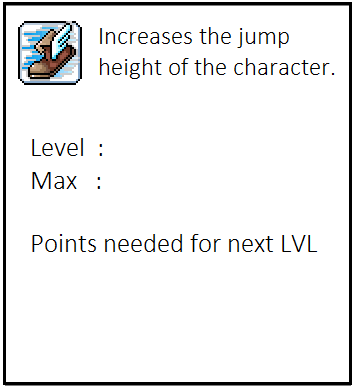 Increases the jump
height of the character.
Level :
Max :
Points needed for next LVL